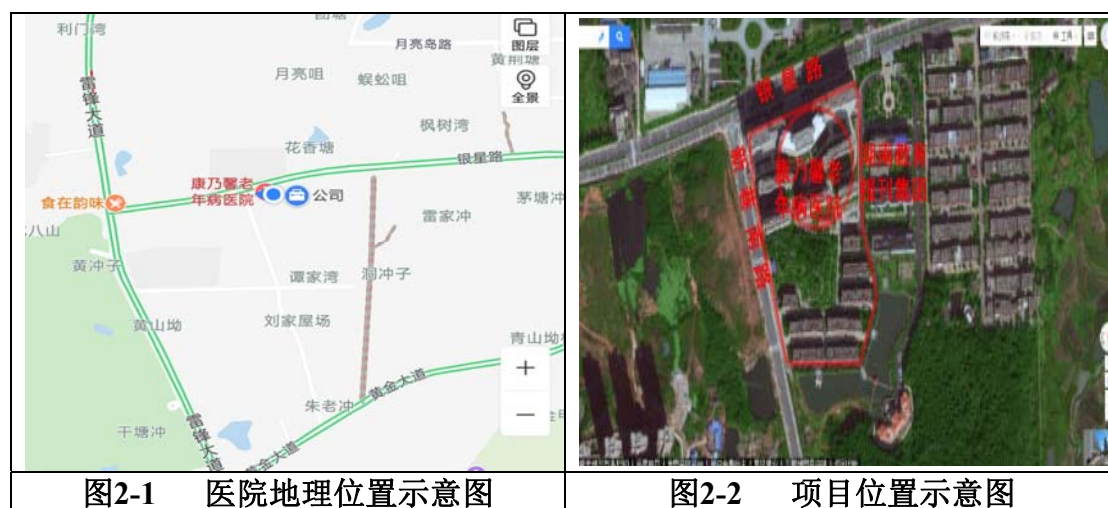 利门湾
月亮岛路
图层
黄荆塘
月亮咀
蜈蚣咀
全景
雷锋大道
枫树湾
花香塘
银星路
康乃馨老
年病医院
公司
食在韵味
茅塘冲
雷家冲
八山
黄冲子
谭家湾
洞冲子
黄山坳
刘家屋场
青山坳
+
黄金大道
朱老冲
−
干塘冲
雷锋大道
黄金大道
银星路
康乃馨老
年病医院
图2-1 医院地理位置示意图
图2-2 项目位置示意图